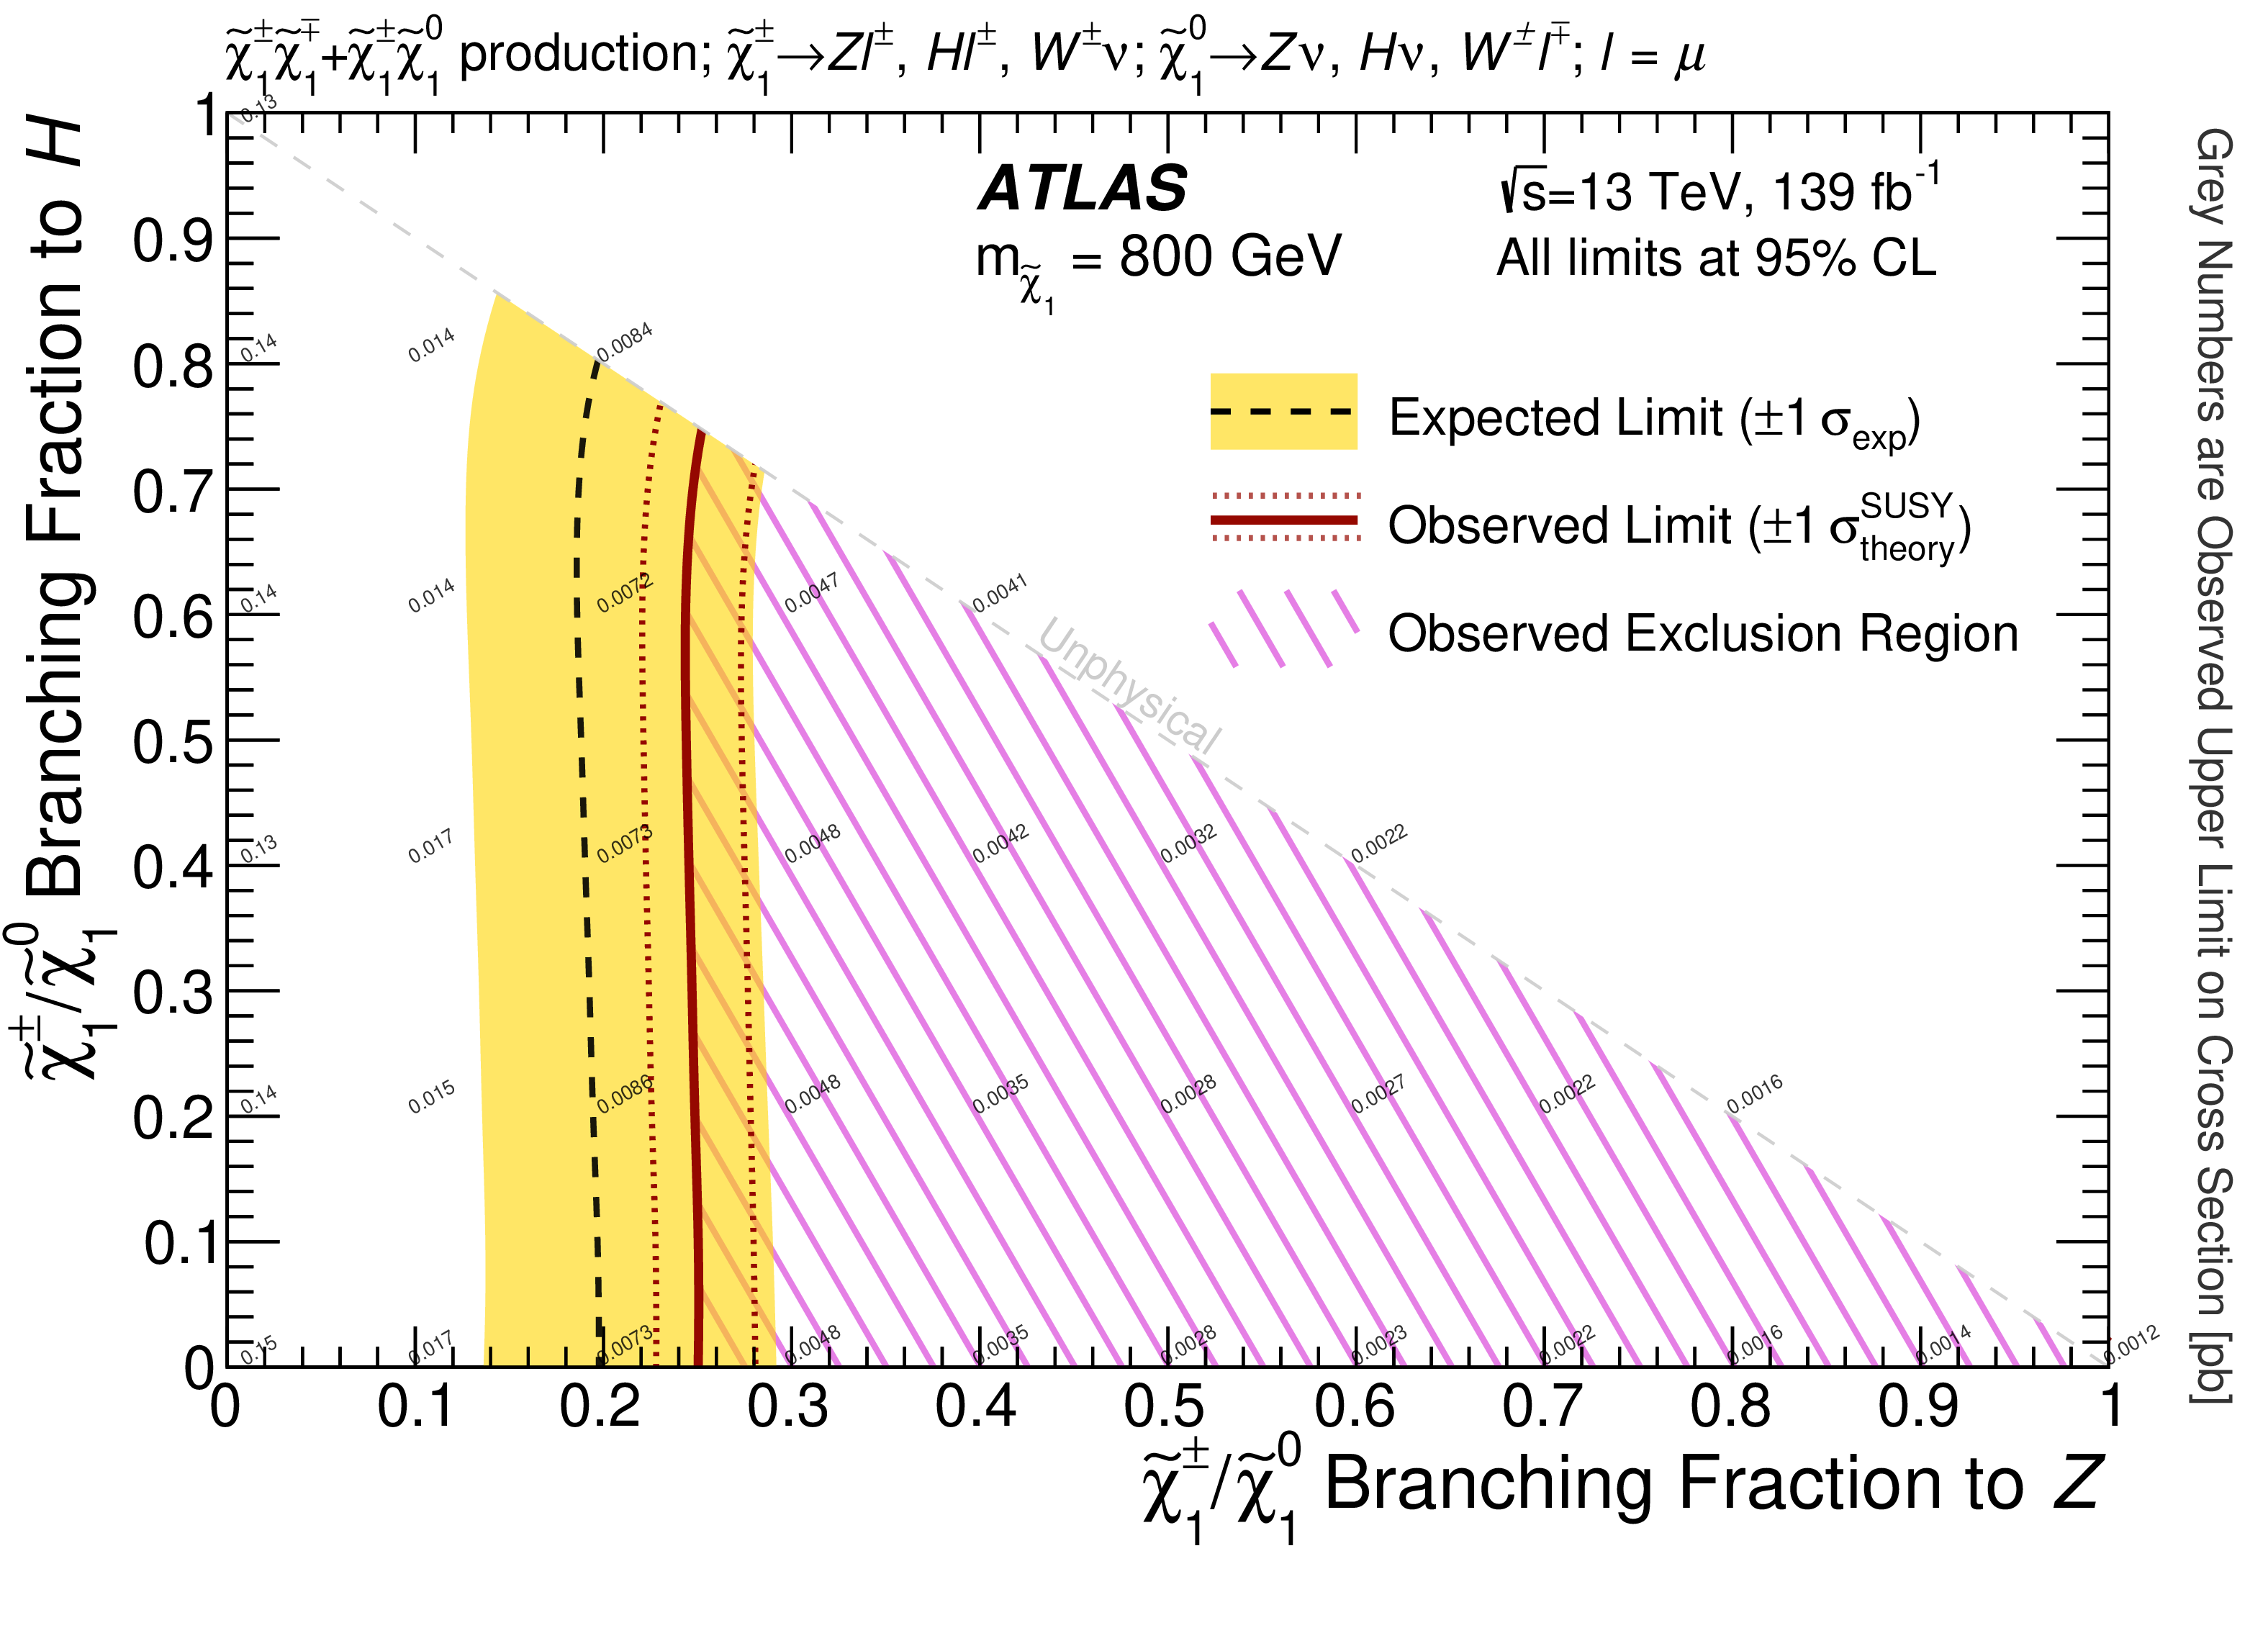 χ̃₁±χ̃₁∓+χ̃₁±χ̃₁⁰ production; χ̃₁±→Zl±, Hl±, W±ν; χ̃₁⁰→Zν, Hν, W±l∓; l = μ
ATLAS
m_χ̃₁ = 800 GeV
√s=13 TeV, 139 fb⁻¹
All limits at 95% CL
Expected Limit (±1 σ_exp)
Observed Limit (±1 σ_theory^SUSY)
Observed Exclusion Region
Unphysical
χ̃₁±/χ̃₁⁰ Branching Fraction to H
1
0.9
0.8
0.7
0.6
0.5
0.4
0.3
0.2
0.1
0
0.13
0.14 0.014 0.0084
0.14 0.014 0.0072 0.0047 0.0041
0.13 0.017 0.0073 0.0048 0.0042 0.0032 0.0022
0.14 0.015 0.0086 0.0048 0.0035 0.0028 0.0027 0.0022 0.0016
0.15 0.017 0.0073 0.0048 0.0035 0.0028 0.0023 0.0022 0.0016 0.0014 0.0012
0 0.1 0.2 0.3 0.4 0.5 0.6 0.7 0.8 0.9 1
χ̃₁±/χ̃₁⁰ Branching Fraction to Z
Grey Numbers are Observed Upper Limit on Cross Section [pb]